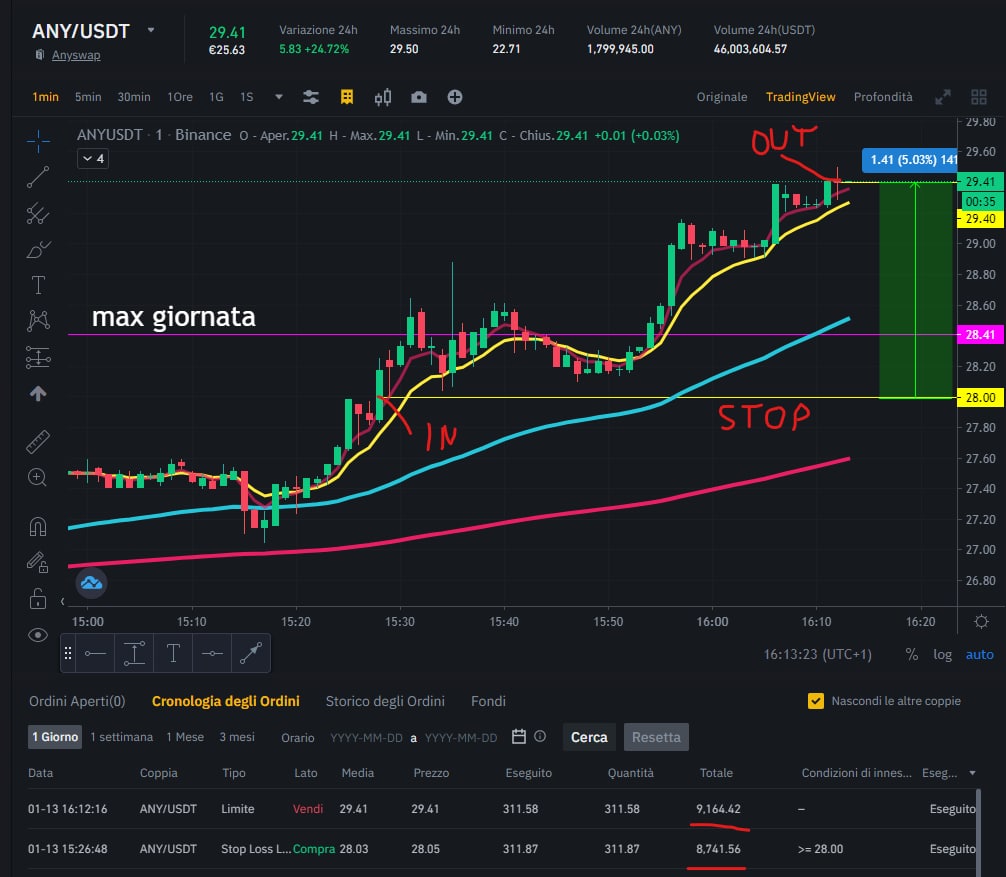 ANY/USDT
29.41
€25.63
Variazione 24h
5.83 +24.72%
Massimo 24h
29.50
Minimo 24h
22.71
Volume 24h(ANY)
1,799,945.00
Volume 24h(USDT)
46,003,604.57
Anyswap
1min 5min 30min 1Ore 1G 1S
Originale TradingView Profondità
ANYUSDT · 1 · Binance O - Aper.29.41 H - Max.29.41 L - Min.29.41 C - Chius.29.41 +0.01 (+0.03%)
4
OUT
1.41 (5.03%) 141
29.80
29.60
29.41
00:35
29.40
29.00
28.80
28.60
max giornata
28.41
28.20
28.00
STOP
IN
27.80
27.60
27.40
27.20
27.00
26.80
15:00 15:10 15:20 15:30 15:40 15:50 16:00 16:10 16:20
T
16:13:23 (UTC+1) % log auto
Ordini Aperti(0) Cronologia degli Ordini Storico degli Ordini Fondi
Nascondi le altre coppie
1 Giorno 1 settimana 1 Mese 3 mesi Orario YYYY-MM-DD a YYYY-MM-DD Cerca Resetta
Data Coppia Tipo Lato Media Prezzo Eseguito Quantità Totale Condizioni di innes... Eseg...
01-13 16:12:16 ANY/USDT Limite Vendi 29.41 29.41 311.58 311.58 9,164.42 – Eseguito
01-13 15:26:48 ANY/USDT Stop Loss L... Compra 28.03 28.05 311.87 311.87 8,741.56 >= 28.00 Eseguito